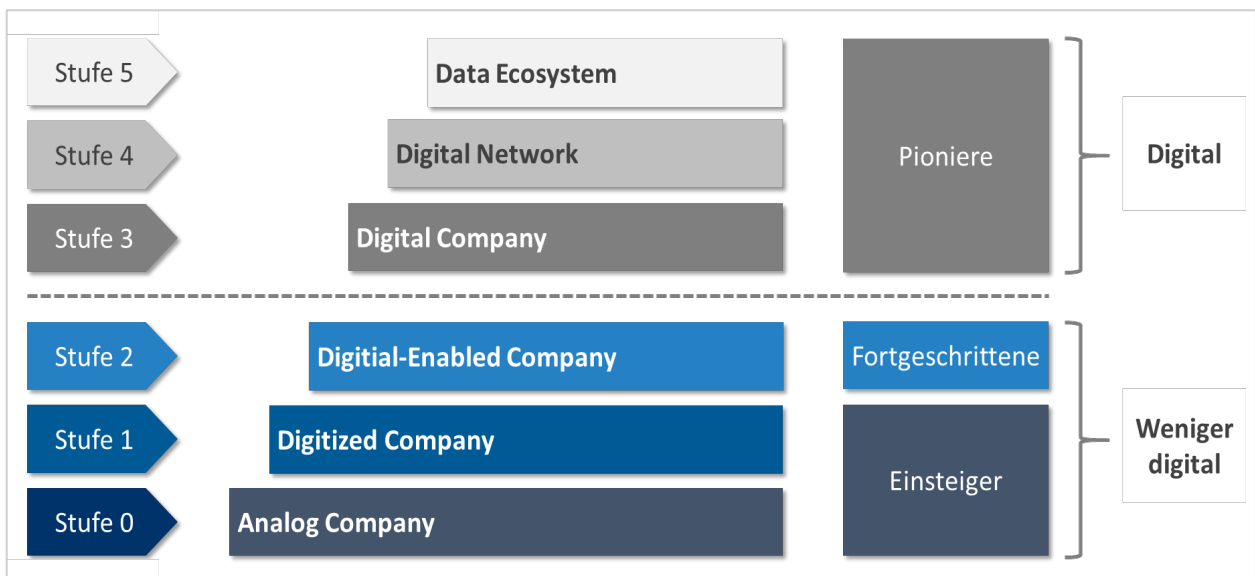 Stufe 5
Data Ecosystem
Stufe 4
Digital Network
Pioniere
Digital
Stufe 3
Digital Company
Stufe 2
Digitial-Enabled Company
Fortgeschrittene
Stufe 1
Digitized Company
Weniger
digital
Einsteiger
Stufe 0
Analog Company